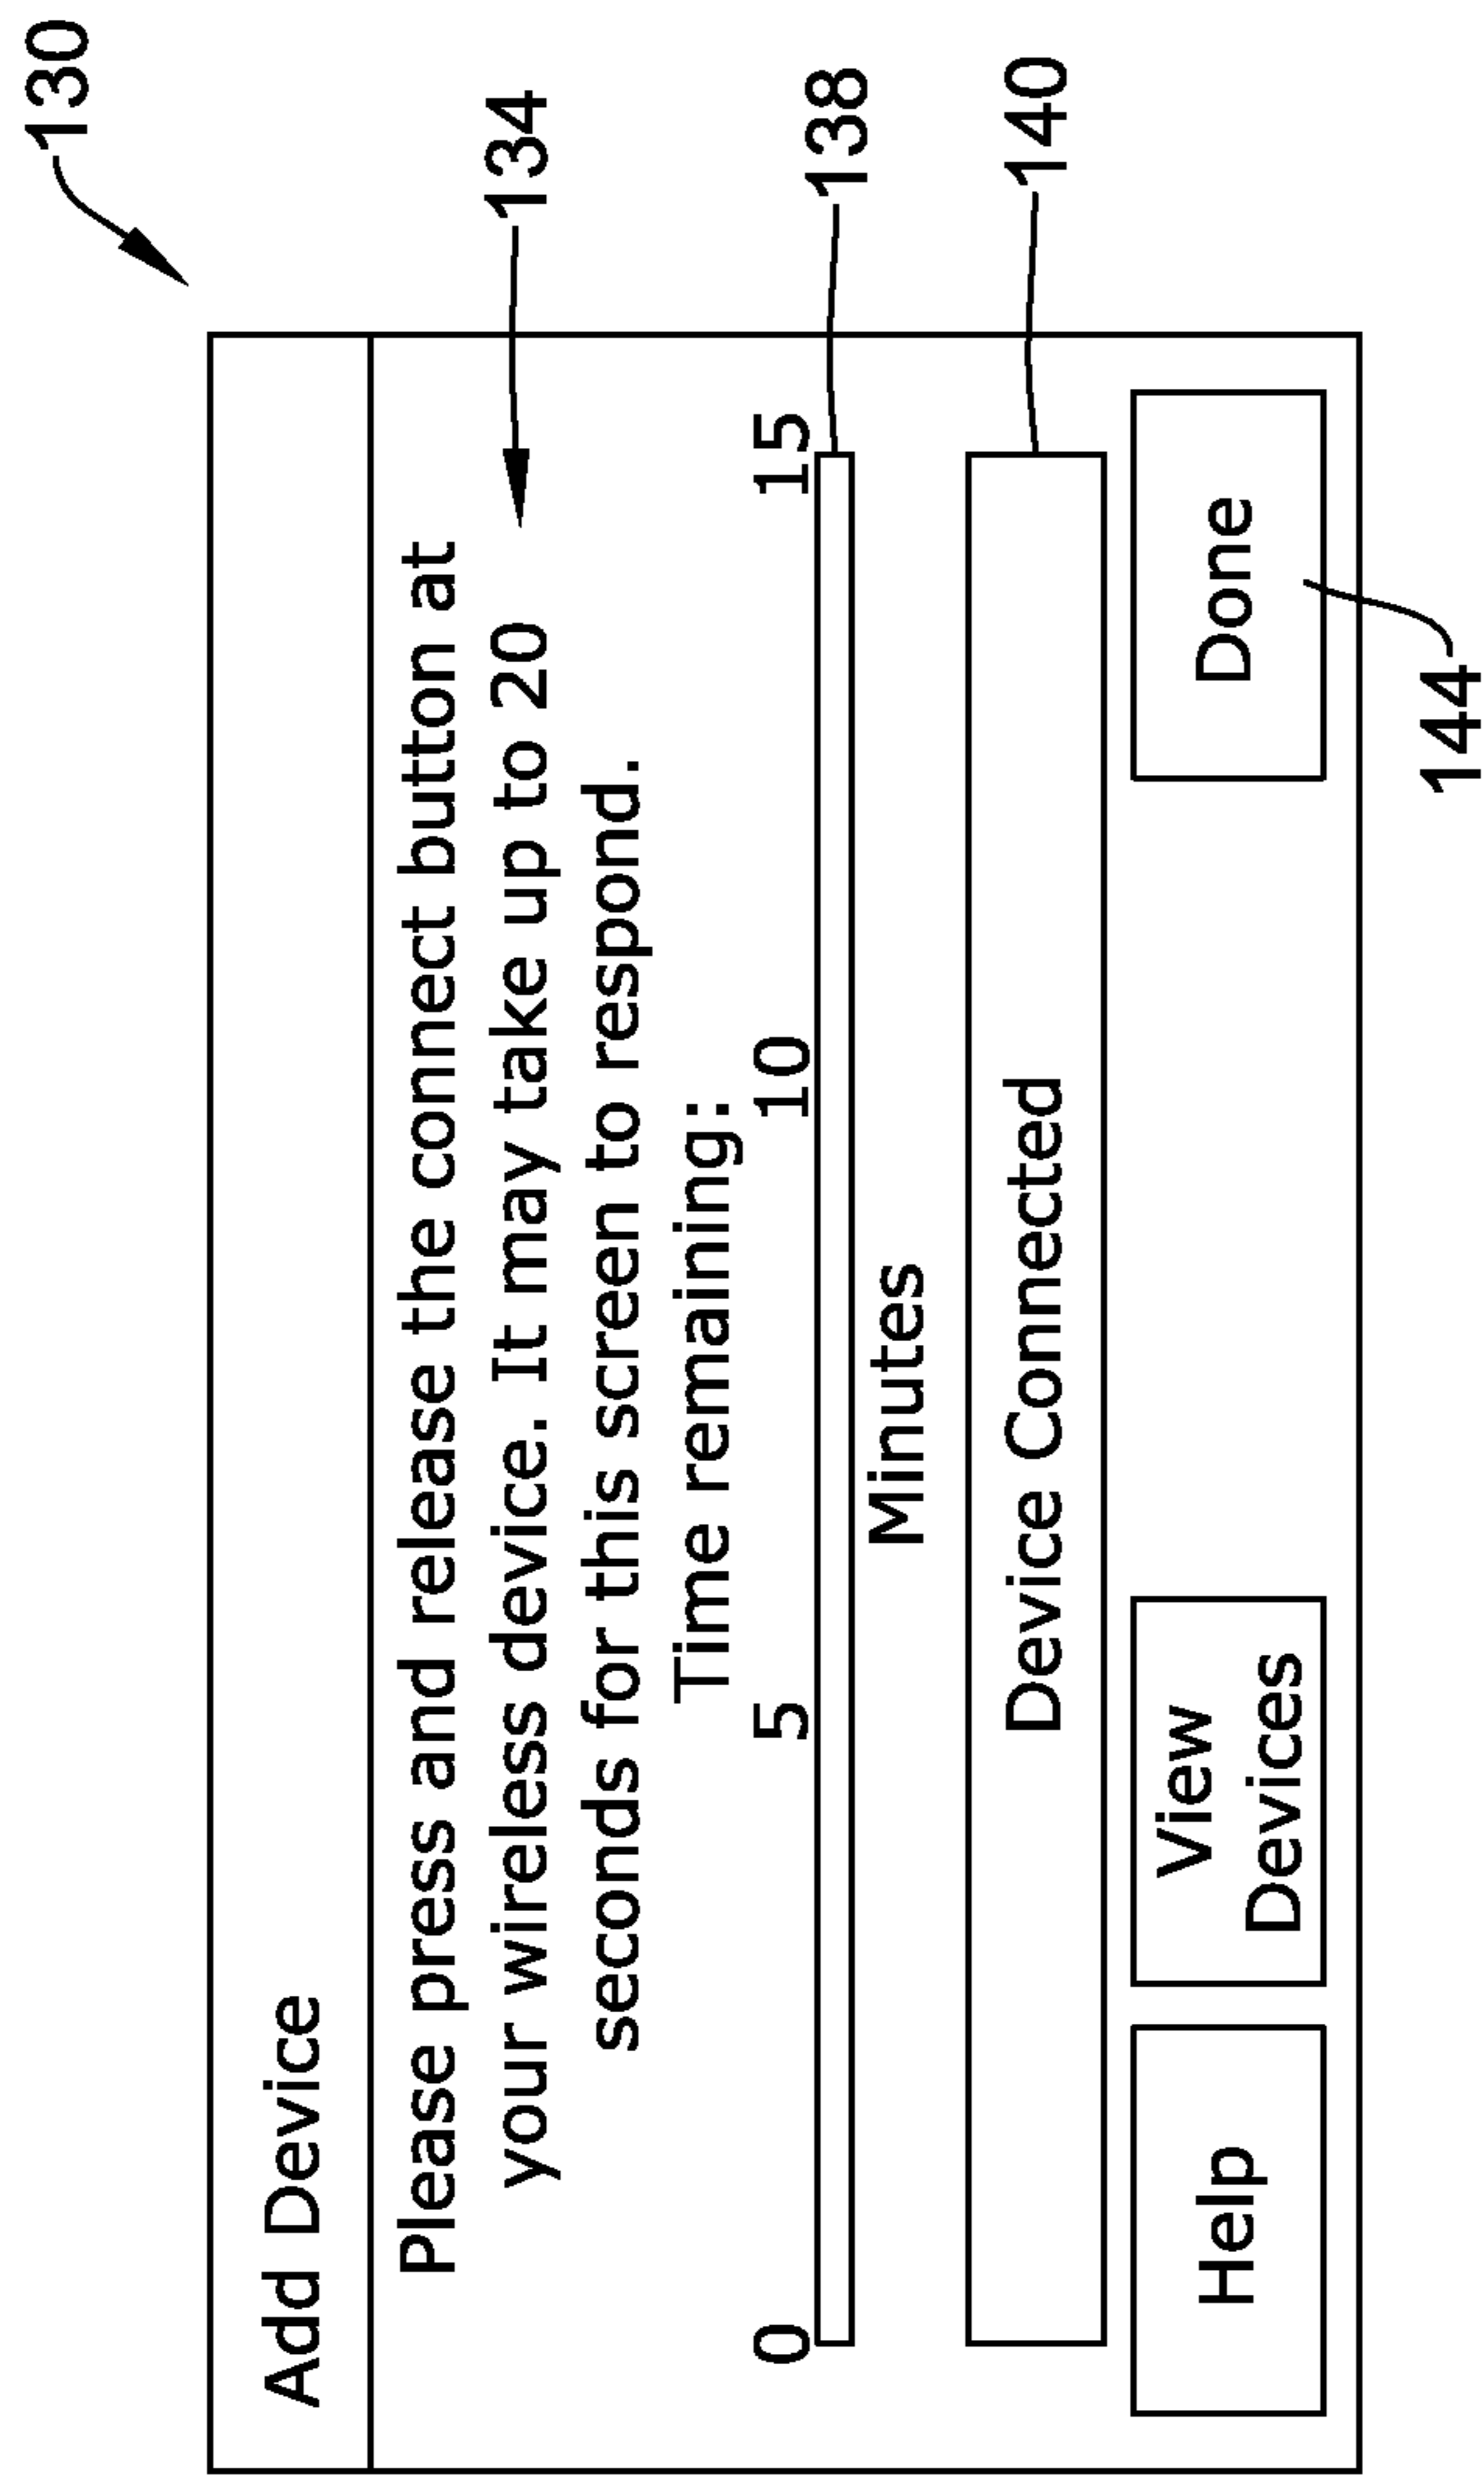 130
Add Device
Please press and release the connect button at
your wireless device. It may take up to 20
seconds for this screen to respond.
134
Time remaining:
0 5 10 15
138
Minutes
Device Connected
140
Help
View
Devices
Done
144